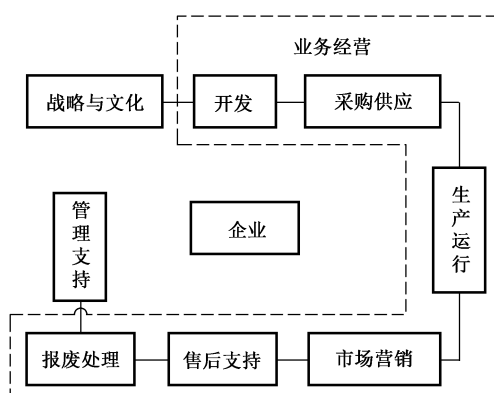 业务经营
战略与文化
开发
采购供应
管理支持
企业
生产运行
报废处理
售后支持
市场营销